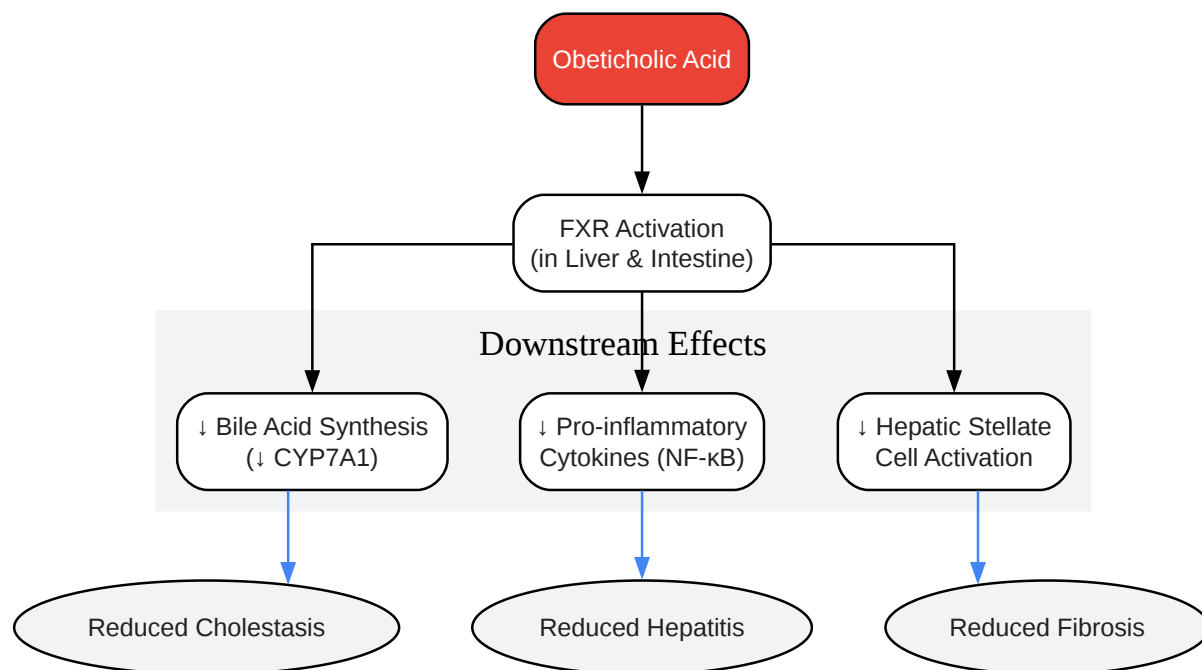 Obeticholic Acid
FXR Activation
(in Liver & Intestine)
Downstream Effects
↓ Bile Acid Synthesis
(↓ CYP7A1)
↓ Pro-inflammatory
Cytokines (NF-κB)
↓ Hepatic Stellate
Cell Activation
Reduced Cholestasis
Reduced Hepatitis
Reduced Fibrosis